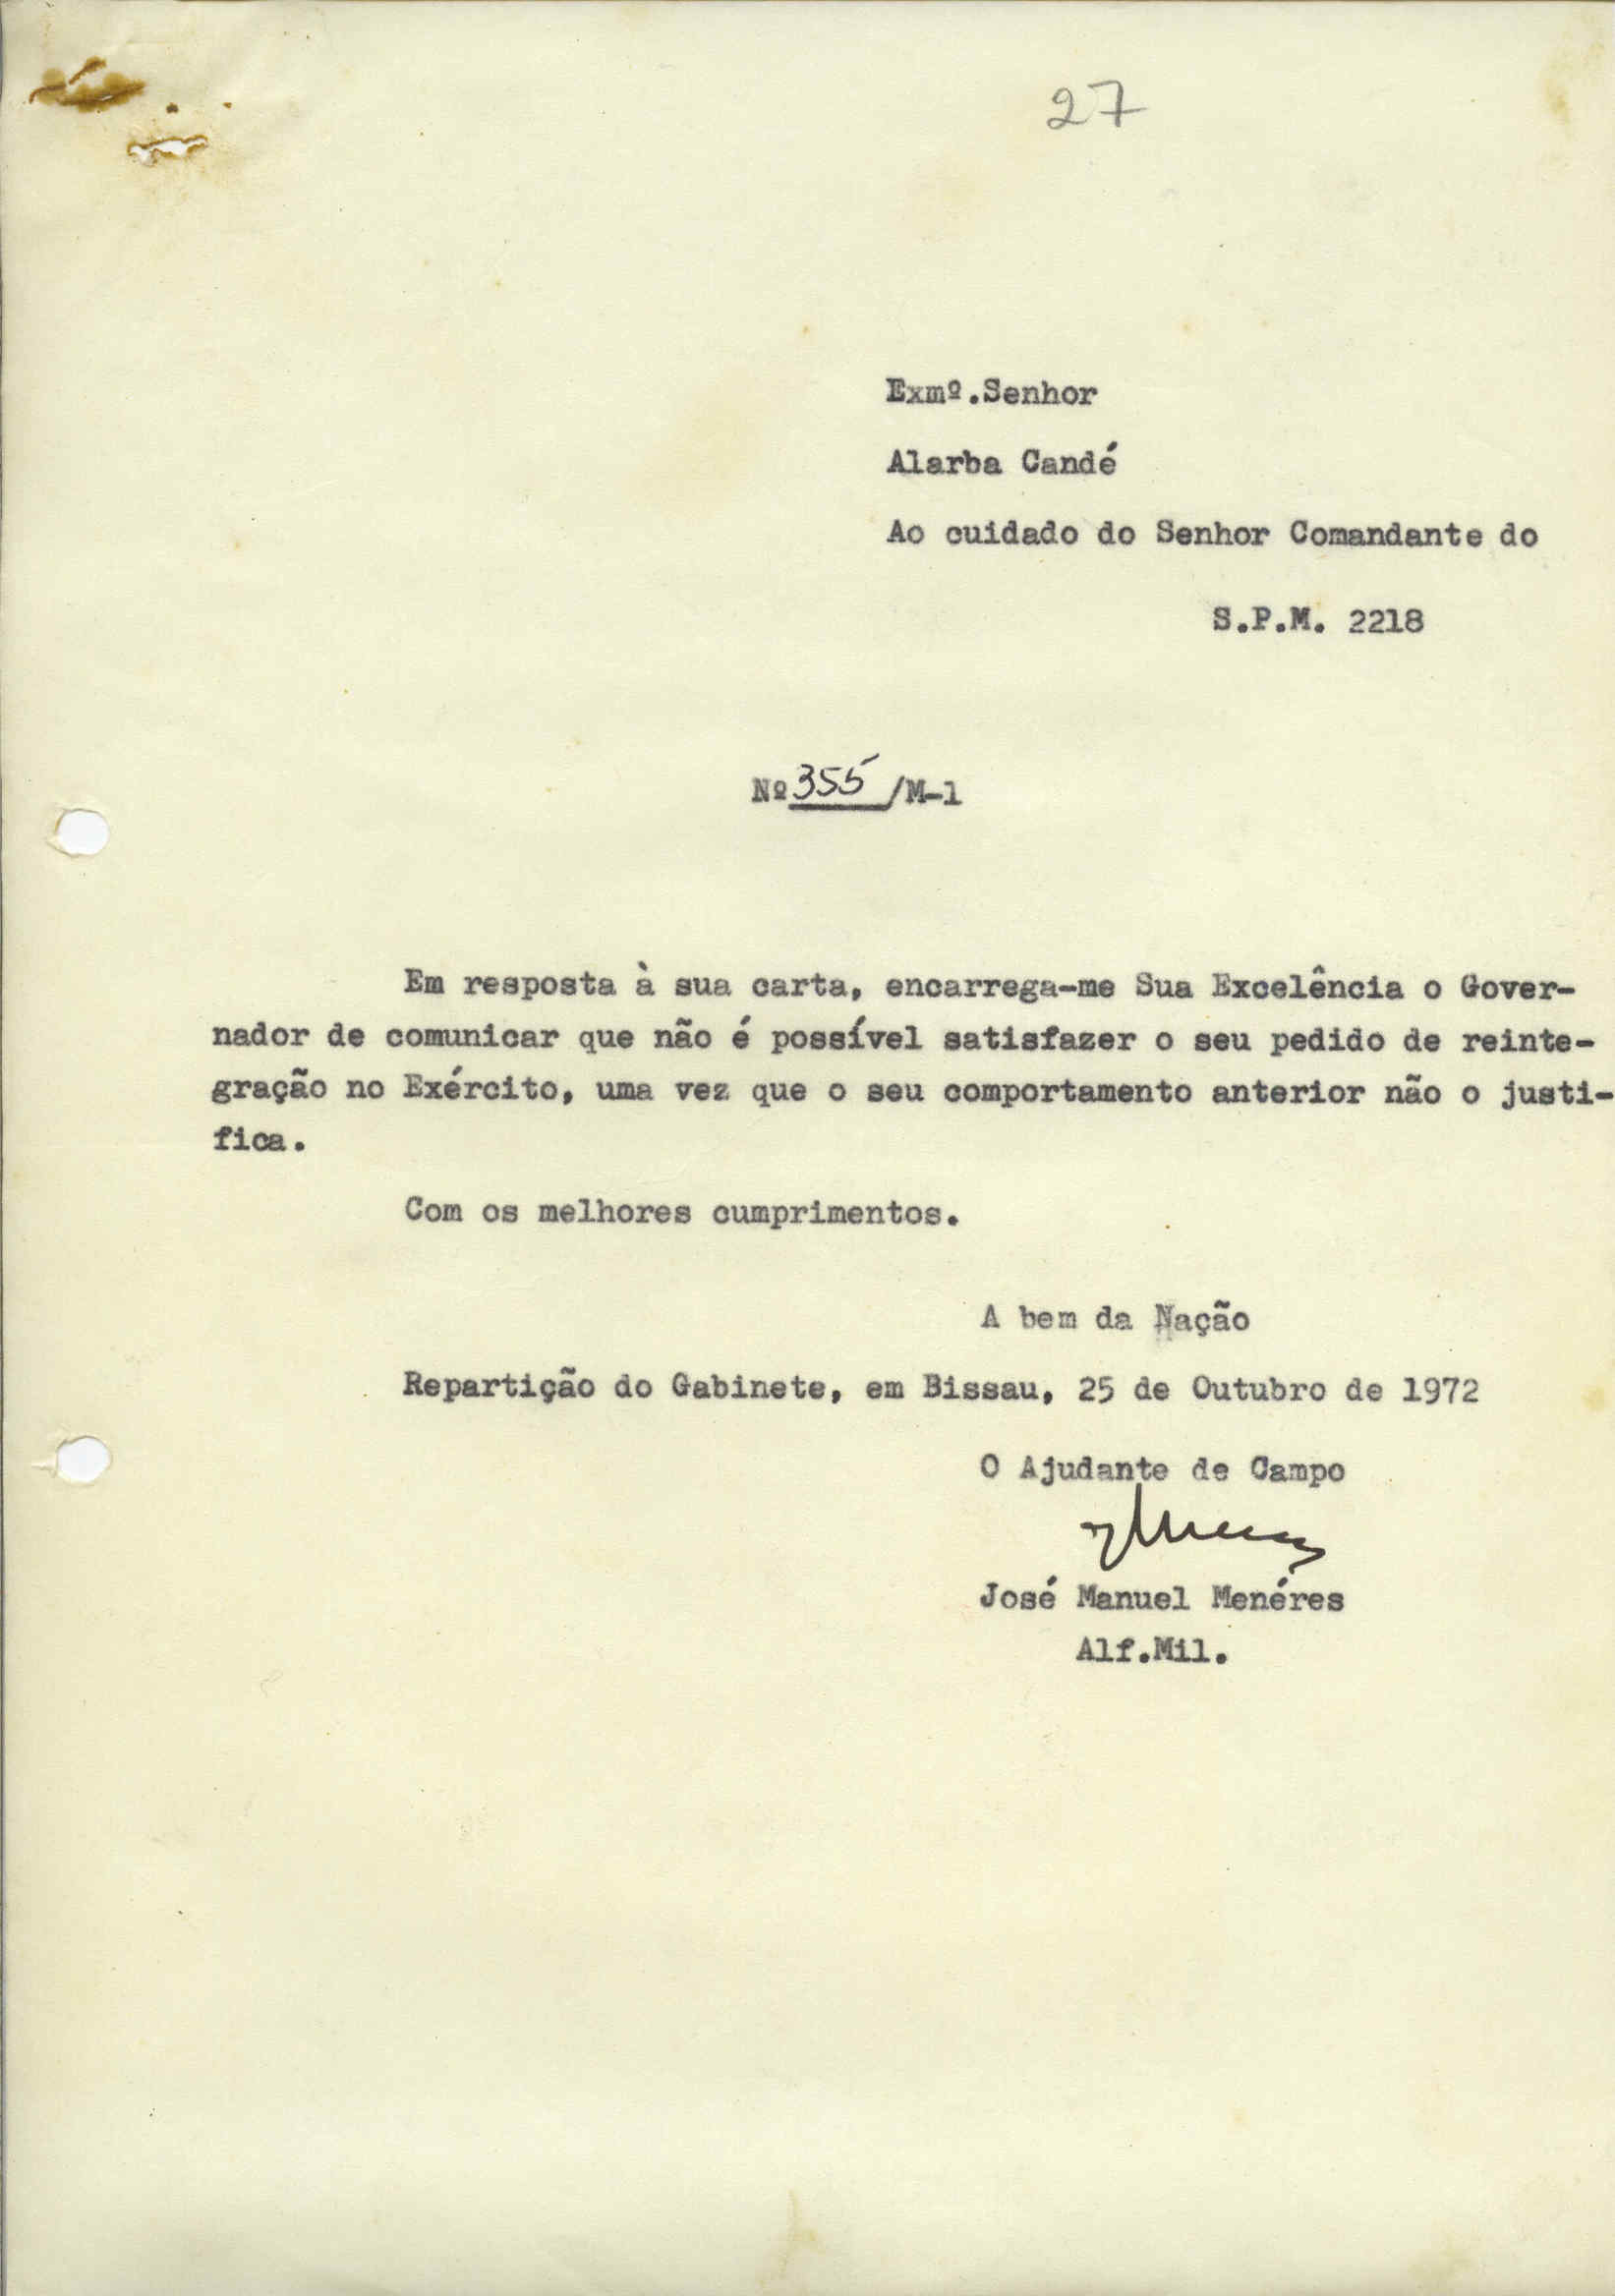 27
Exmº.Senhor
Alarba Candé
Ao cuidado do Senhor Comandante do
S.P.M. 2218
Nº 355 /M-1
Em resposta à sua carta, encarrega-me Sua Excelência o Gover-
nador de comunicar que não é possível satisfazer o seu pedido de reinte-
gração no Exército, uma vez que o seu comportamento anterior não o justi-
fica.
Com os melhores cumprimentos.
A bem da Nação
Repartição do Gabinete, em Bissau, 25 de Outubro de 1972
O Ajudante de Campo
José Manuel Menéres
Alf.Mil.